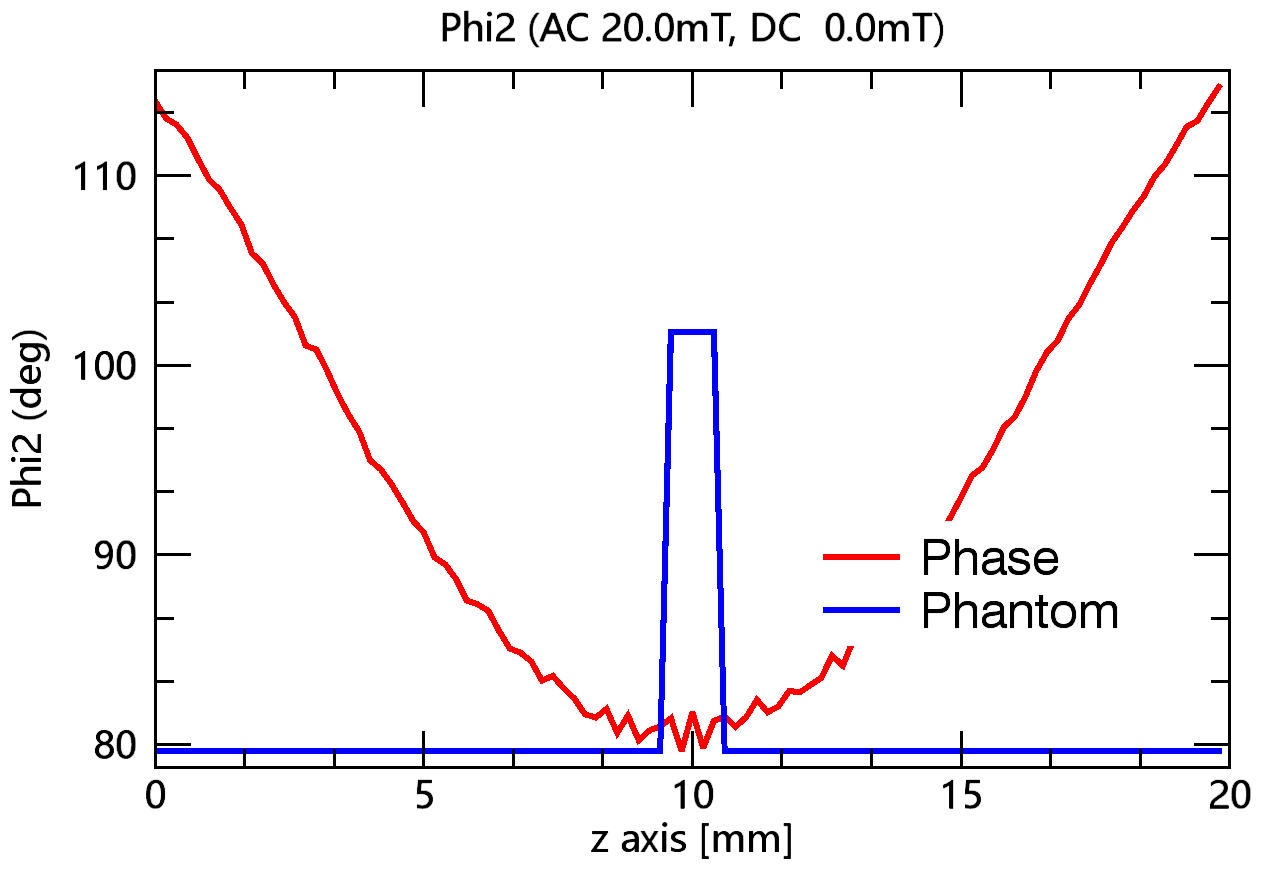 Phi2 (AC 20.0mT, DC  0.0mT)
Phi2 (deg)
110
100
90
80
Phase
Phantom
0 5 10 15 20
z axis [mm]